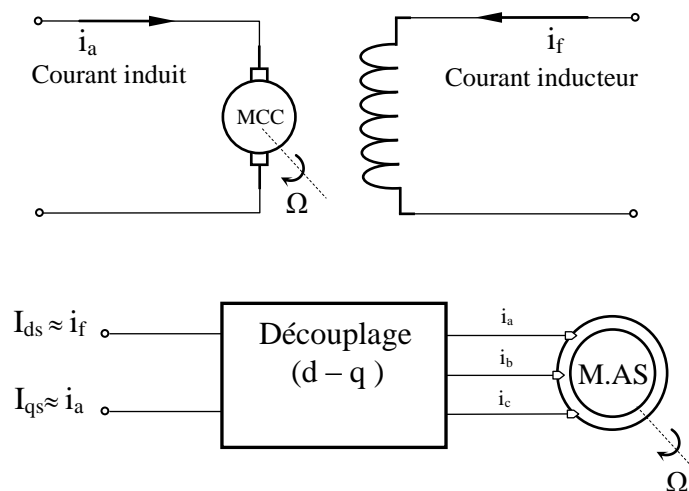 i_a
Courant induit
i_f
Courant inducteur
MCC
Ω
I_ds ≈ i_f
I_qs ≈ i_a
Découplage
(d – q )
i_a
i_b
i_c
M.AS
Ω